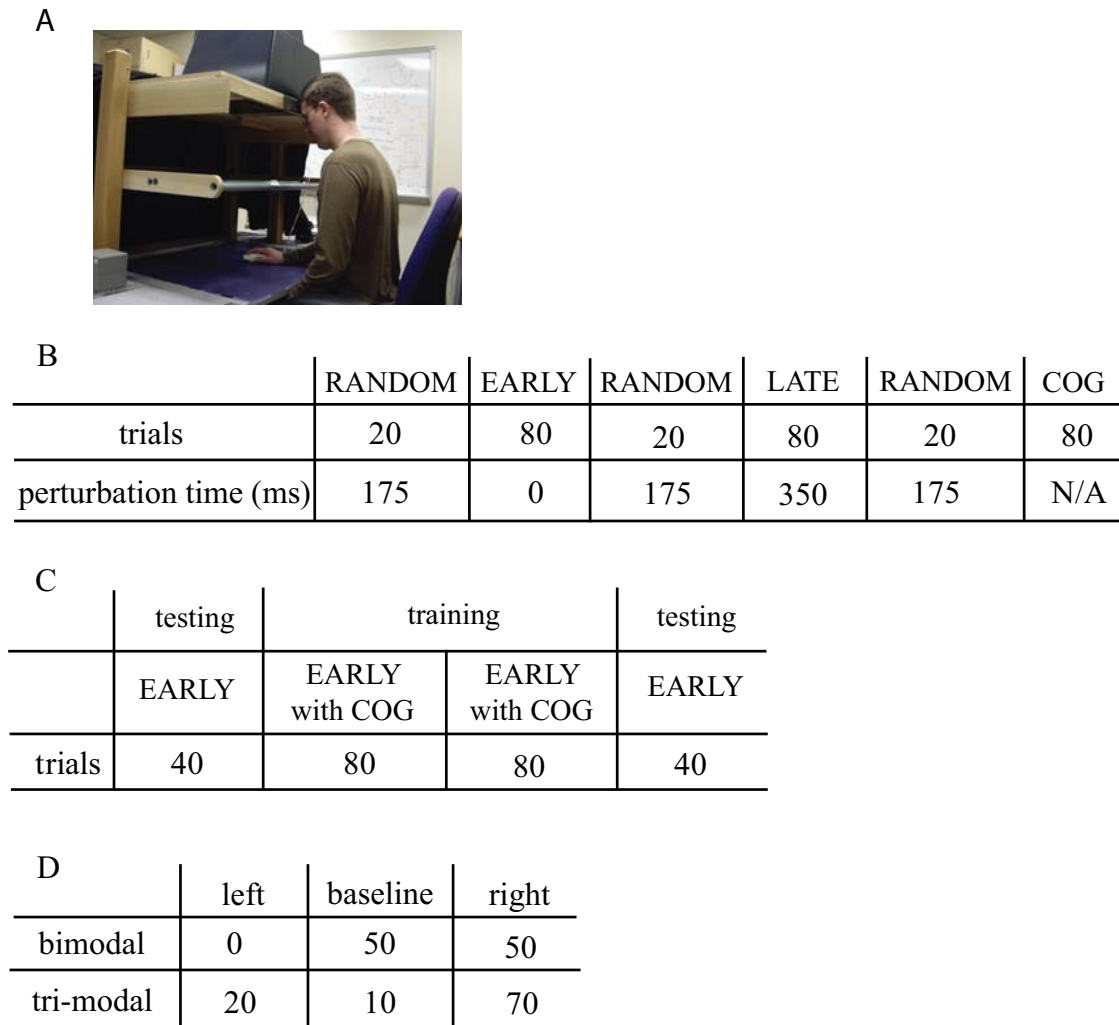 A
B
RANDOM EARLY RANDOM LATE RANDOM COG
trials 20 80 20 80 20 80
perturbation time (ms) 175 0 175 350 175 N/A
C
testing training testing
EARLY EARLY with COG EARLY with COG EARLY
trials 40 80 80 40
D
left baseline right
bimodal 0 50 50
tri-modal 20 10 70